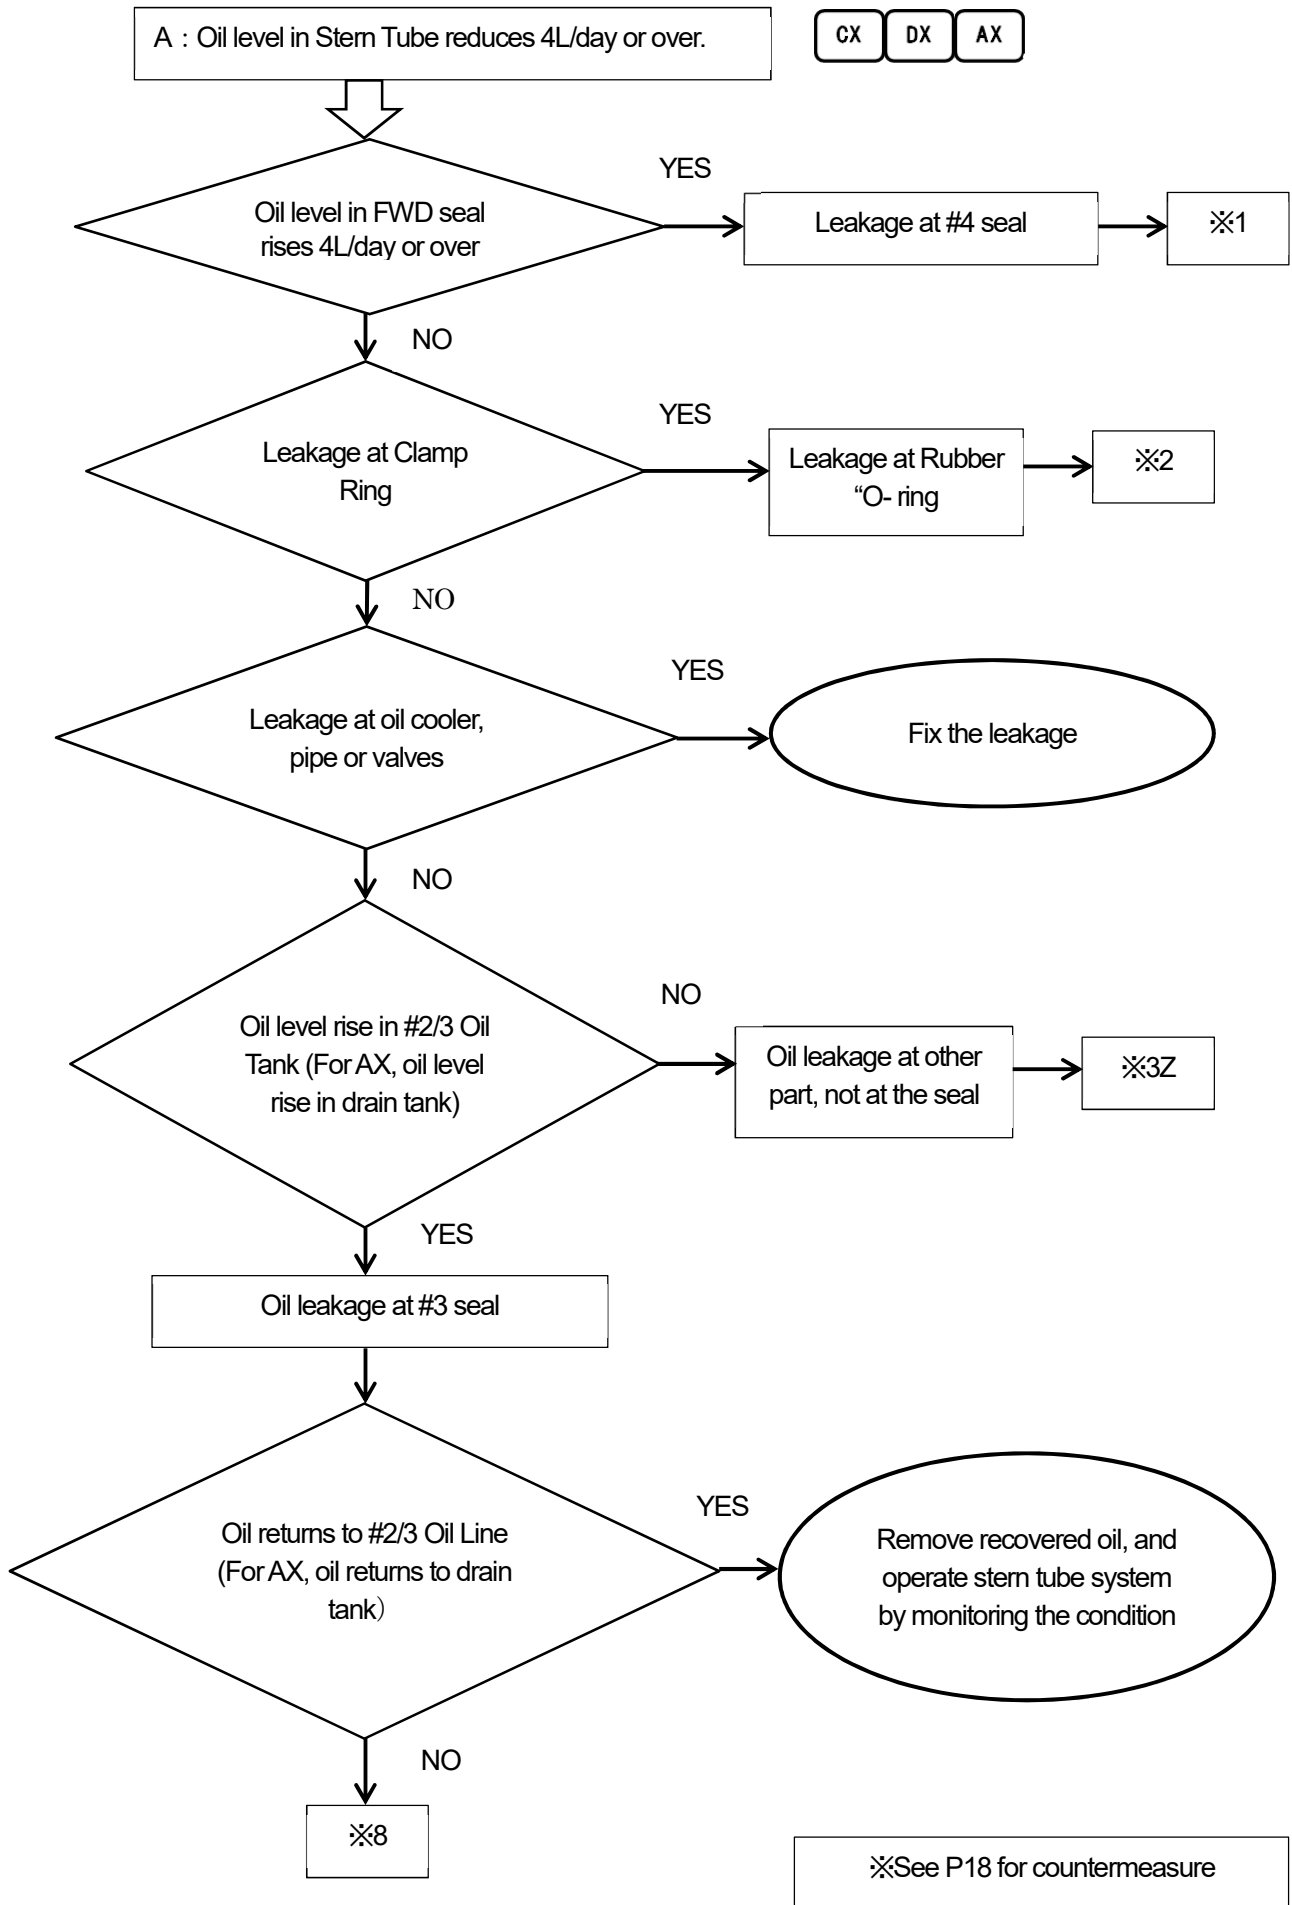 A：Oil level in Stern Tube reduces 4L/day or over.
CX DX AX
Oil level in FWD seal
rises 4L/day or over
YES
Leakage at #4 seal
※1
NO
Leakage at Clamp
Ring
YES
Leakage at Rubber
“O- ring
※2
NO
Leakage at oil cooler,
pipe or valves
YES
Fix the leakage
NO
Oil level rise in #2/3 Oil
Tank (For AX, oil level
rise in drain tank)
NO
Oil leakage at other
part, not at the seal
※3Z
YES
Oil leakage at #3 seal
Oil returns to #2/3 Oil Line
(For AX, oil returns to drain
tank）
YES
Remove recovered oil, and
operate stern tube system
by monitoring the condition
NO
※8
※See P18 for countermeasure